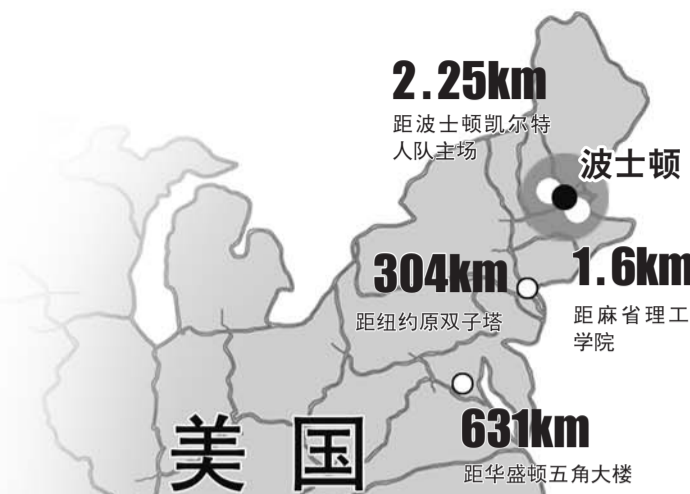 2.25km
距波士顿凯尔特
人队主场
波士顿
304km
距纽约原双子塔
1.6km
距麻省理工
学院
631km
距华盛顿五角大楼
美国